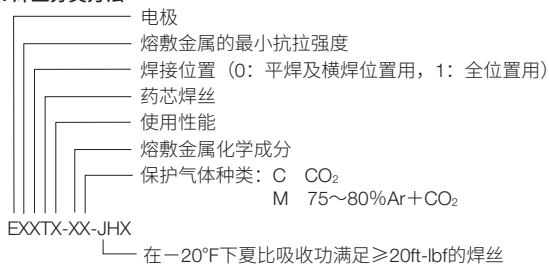 电极
熔敷金属的最小抗拉强度
焊接位置（0：平焊及横焊位置用，1：全位置用）
药芯焊丝
使用性能
熔敷金属化学成分
保护气体种类：C CO₂
M 75～80%Ar＋CO₂
EXXTX-XX-JHX
在－20°F下夏比吸收功满足≥20ft-lbf的焊丝